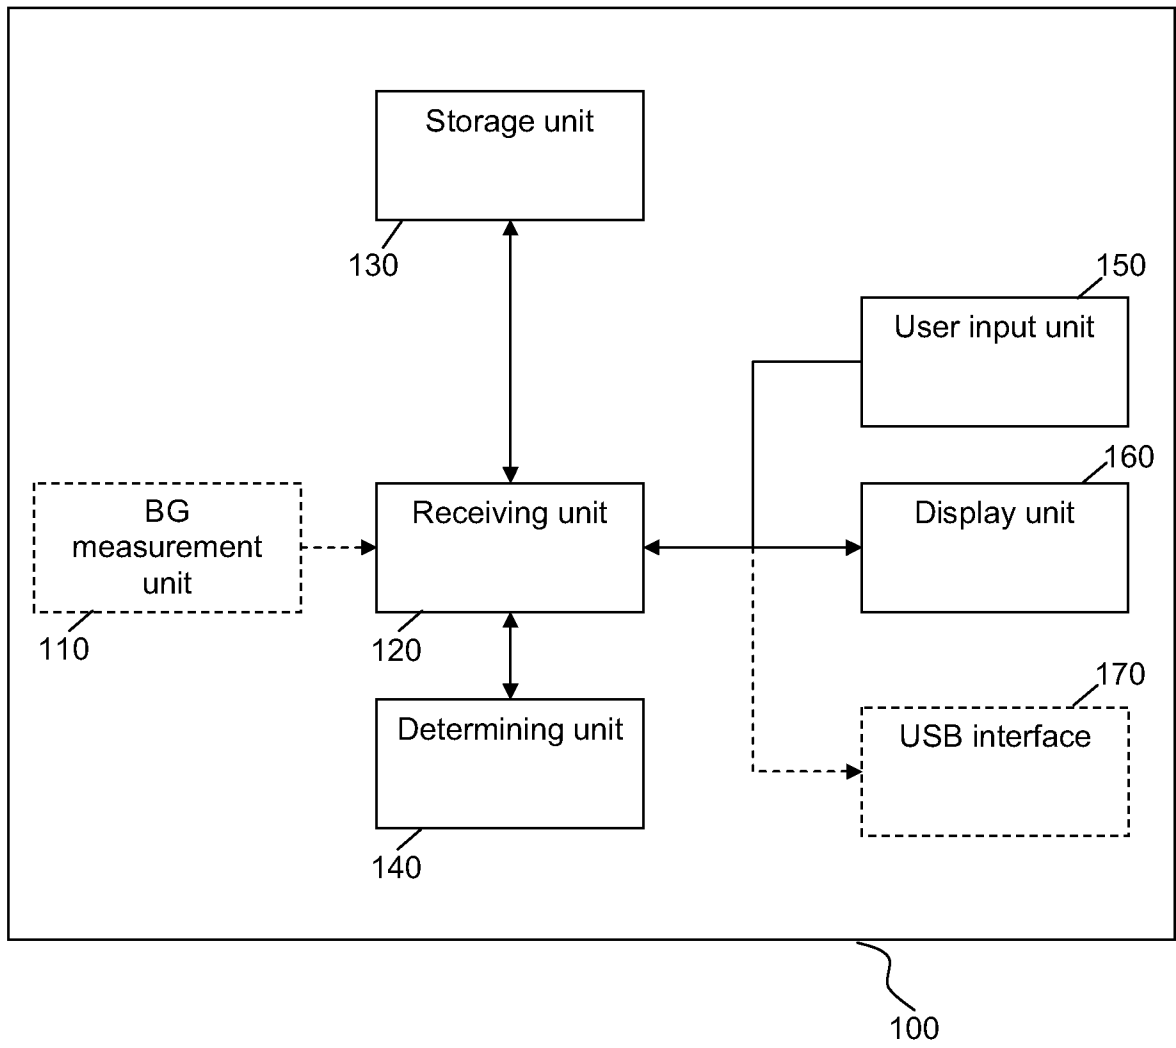 Storage unit
130
150
User input unit
160
BG
measurement
unit
Receiving unit
Display unit
110
120
170
Determining unit
USB interface
140
100